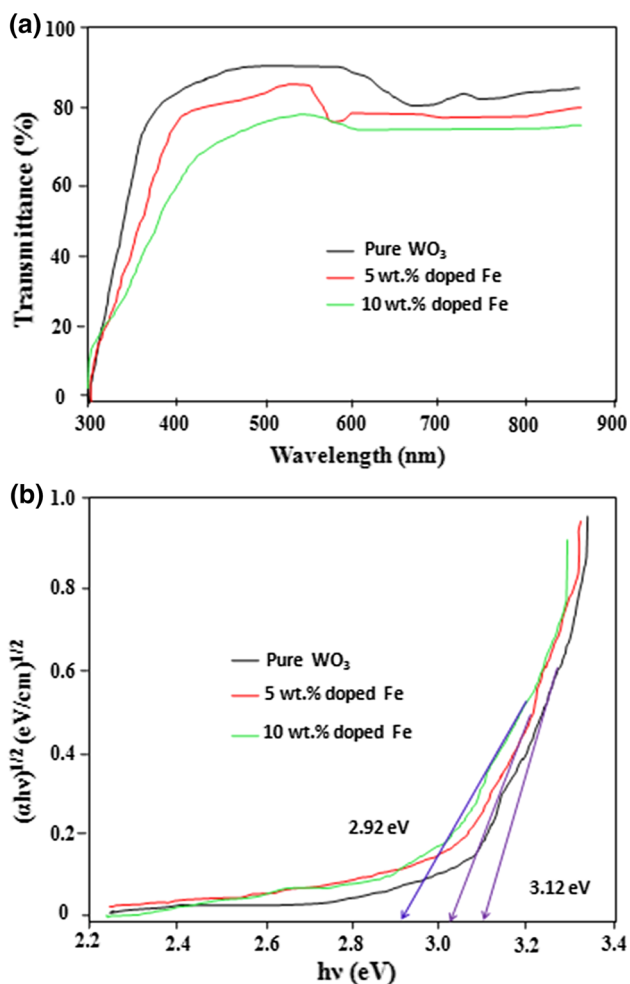 (a)
100
80
60
40
20
0
Transmittance (%)
Pure WO₃
5 wt.% doped Fe
10 wt.% doped Fe
300 400 500 600 700 800 900
Wavelength (nm)
(b)
1.0
0.8
0.6
0.4
0.2
0
(αhν)^1/2 (eV/cm)^1/2
Pure WO₃
5 wt.% doped Fe
10 wt.% doped Fe
2.92 eV
3.12 eV
2.2 2.4 2.6 2.8 3.0 3.2 3.4
hν (eV)